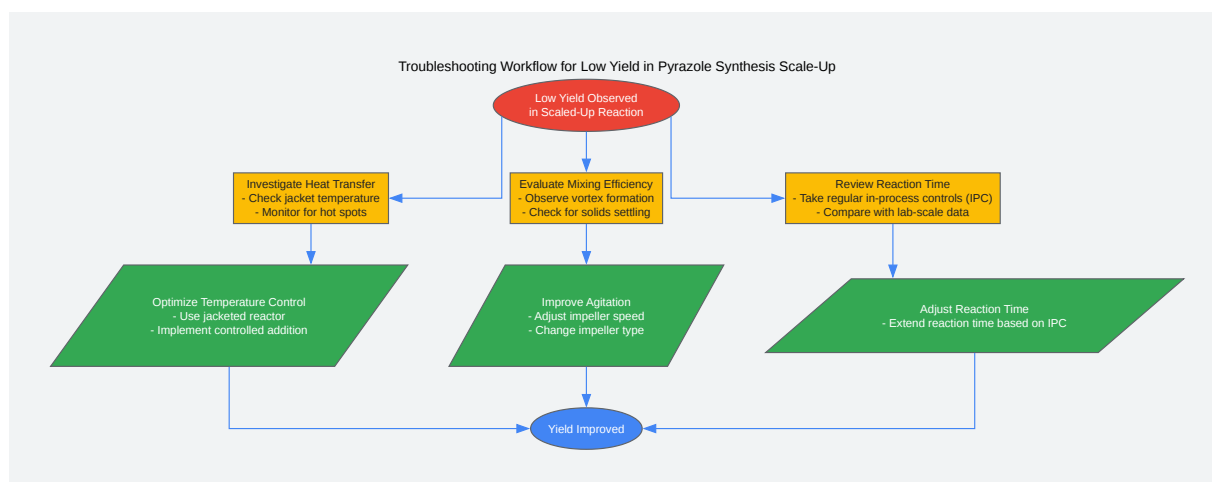 Troubleshooting Workflow for Low Yield in Pyrazole Synthesis Scale-Up
Low Yield Observed
in Scaled-Up Reaction
Investigate Heat Transfer
- Check jacket temperature
- Monitor for hot spots
Evaluate Mixing Efficiency
- Observe vortex formation
- Check for solids settling
Review Reaction Time
- Take regular in-process controls (IPC)
- Compare with lab-scale data
Optimize Temperature Control
- Use jacketed reactor
- Implement controlled addition
Improve Agitation
- Adjust impeller speed
- Change impeller type
Adjust Reaction Time
- Extend reaction time based on IPC
Yield Improved